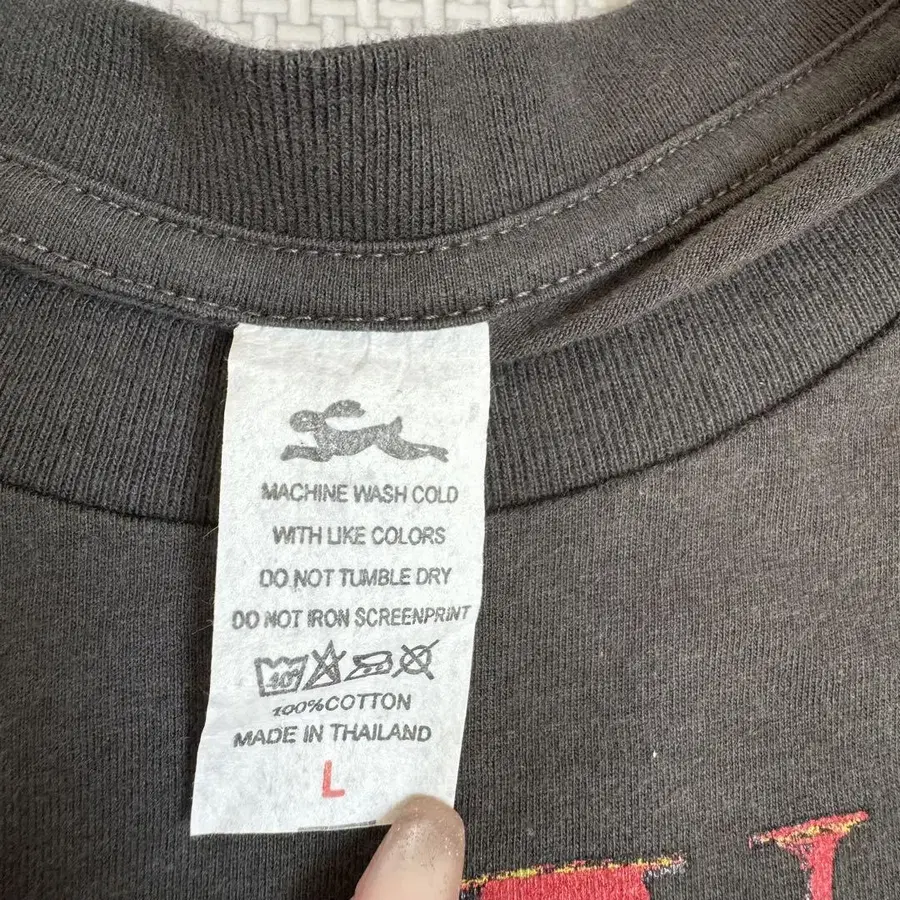 MACHINE WASH COLD
WITH LIKE COLORS
DO NOT TUMBLE DRY
DO NOT IRON SCREENPRINT
40°
100%COTTON
MADE IN THAILAND
L